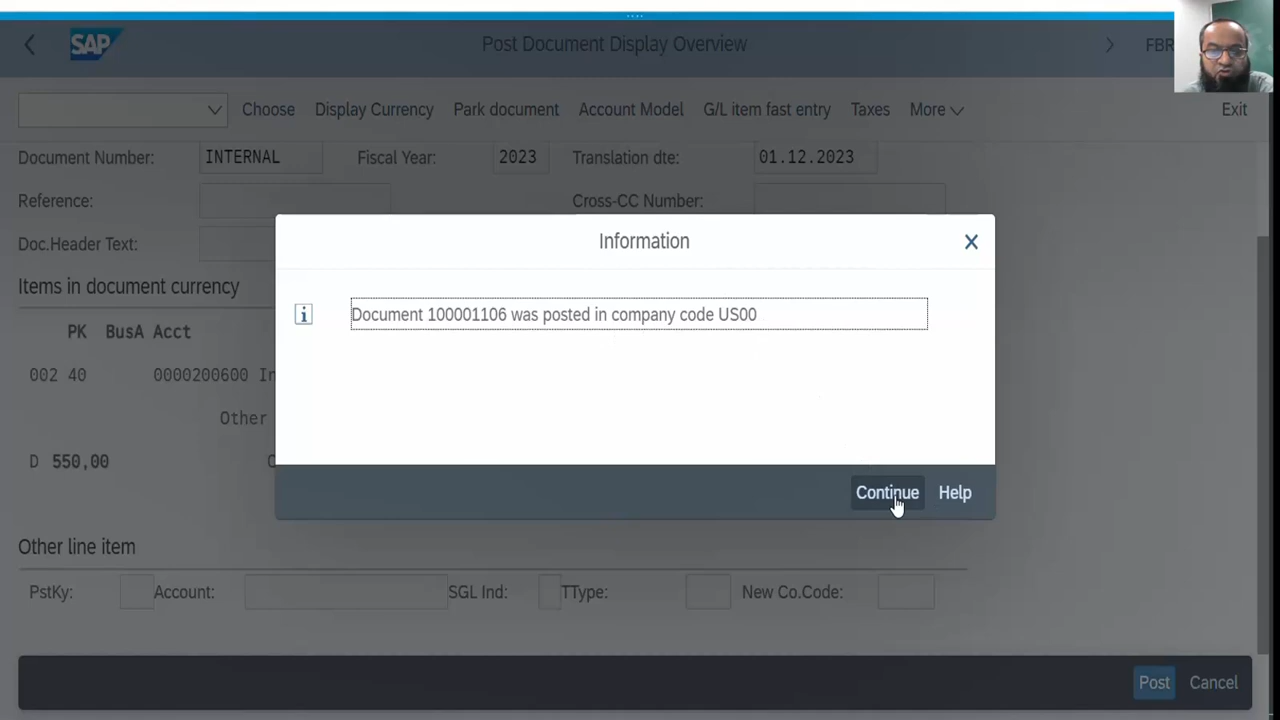 SAP
Post Document Display Overview
FBR
Choose
Display Currency
Park document
Account Model
G/L item fast entry
Taxes
More
Exit
Document Number: INTERNAL Fiscal Year: 2023 Translation dte: 01.12.2023
Reference: Cross-CC Number:
Doc.Header Text:
Items in document currency
PK BusA Acct
002 40 0000200600 In
Other
D 550,00
Information
Document 100001106 was posted in company code US00
Continue
Help
Other line item
PstKy: Account: SGL Ind: TType: New Co.Code:
Post
Cancel